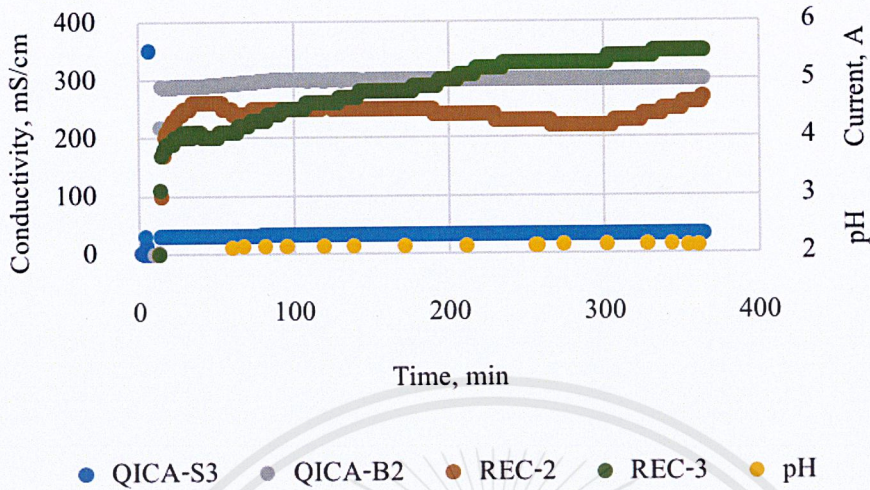 400
300
200
100
0
Conductivity, mS/cm
6
5
4
3
2
Current, A
pH
0 100 200 300 400
Time, min
QICA-S3 QICA-B2 REC-2 REC-3 pH